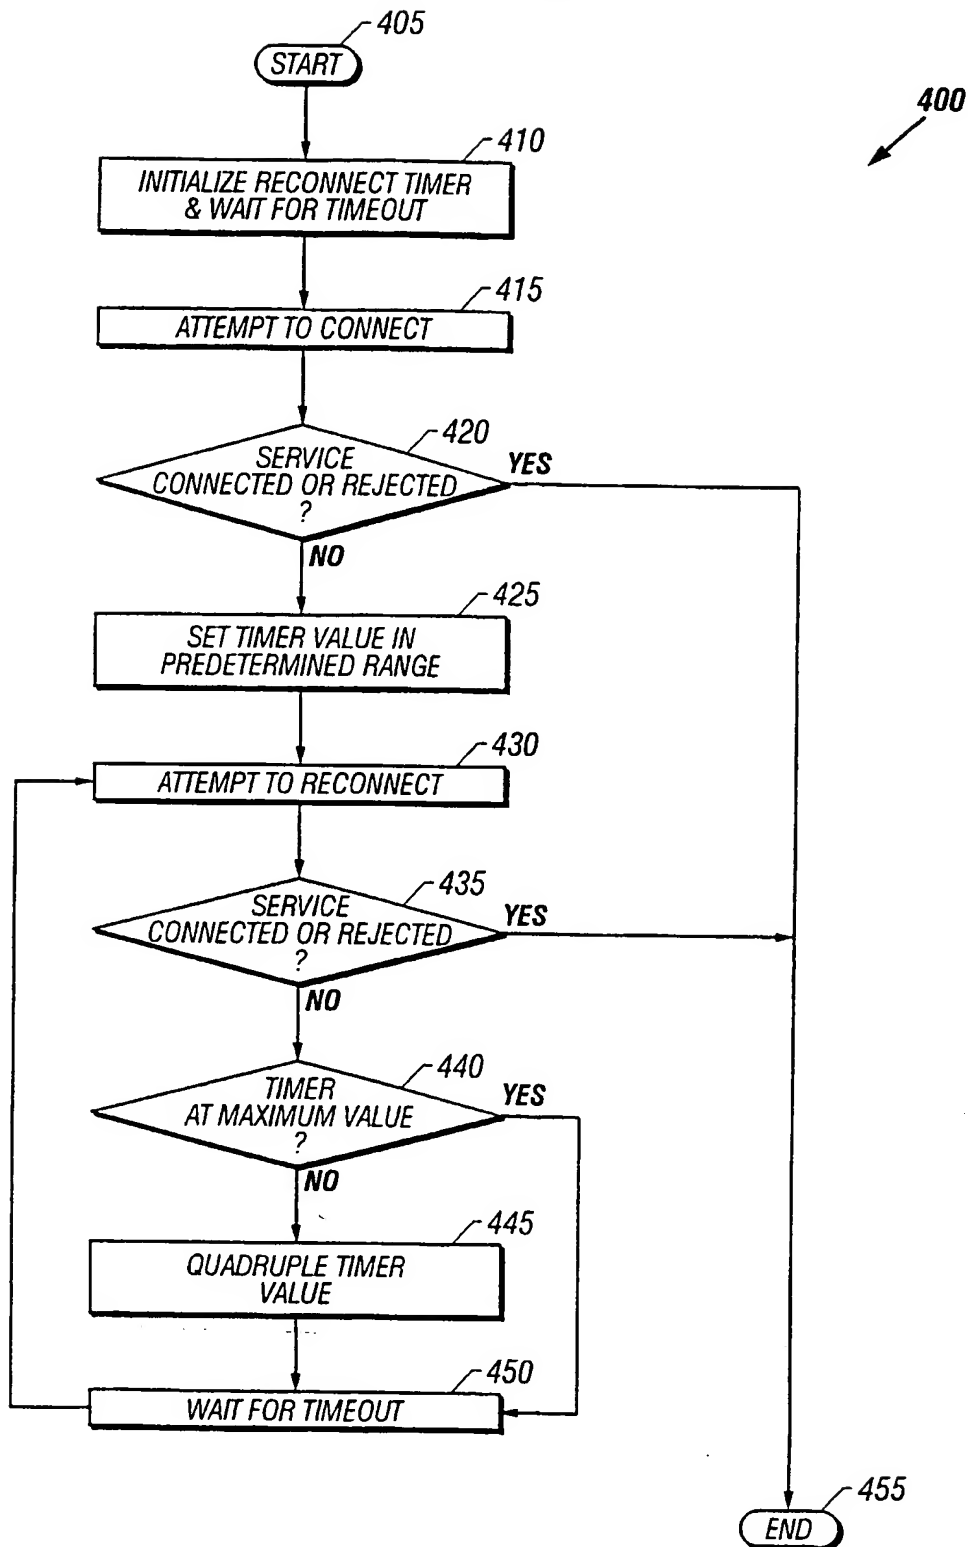 405
START
400
410
INITIALIZE RECONNECT TIMER
& WAIT FOR TIMEOUT
415
ATTEMPT TO CONNECT
420
SERVICE
CONNECTED OR REJECTED
?
YES
NO
425
SET TIMER VALUE IN
PREDETERMINED RANGE
430
ATTEMPT TO RECONNECT
435
SERVICE
CONNECTED OR REJECTED
?
YES
NO
440
TIMER
AT MAXIMUM VALUE
?
YES
NO
445
QUADRUPLE TIMER
VALUE
450
WAIT FOR TIMEOUT
455
END